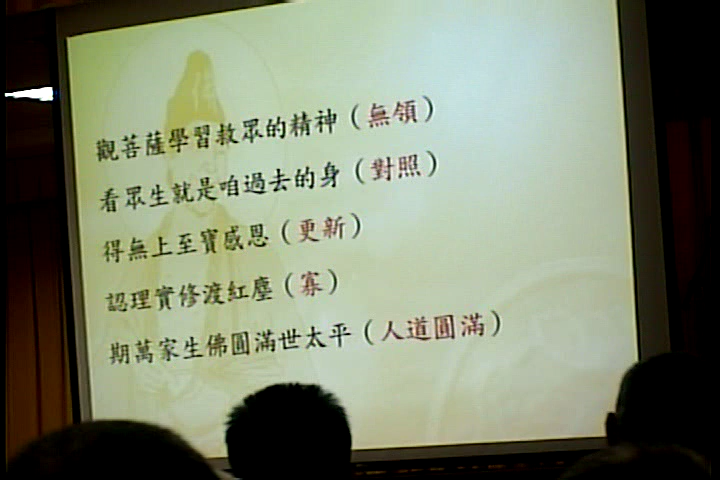 觀菩薩學習救眾的精神（無領）
看眾生就是咱過去的身（對照）
得無上至寶感恩（更新）
認理實修渡紅塵（寡）
期萬家生佛圓滿世太平（人道圓滿）